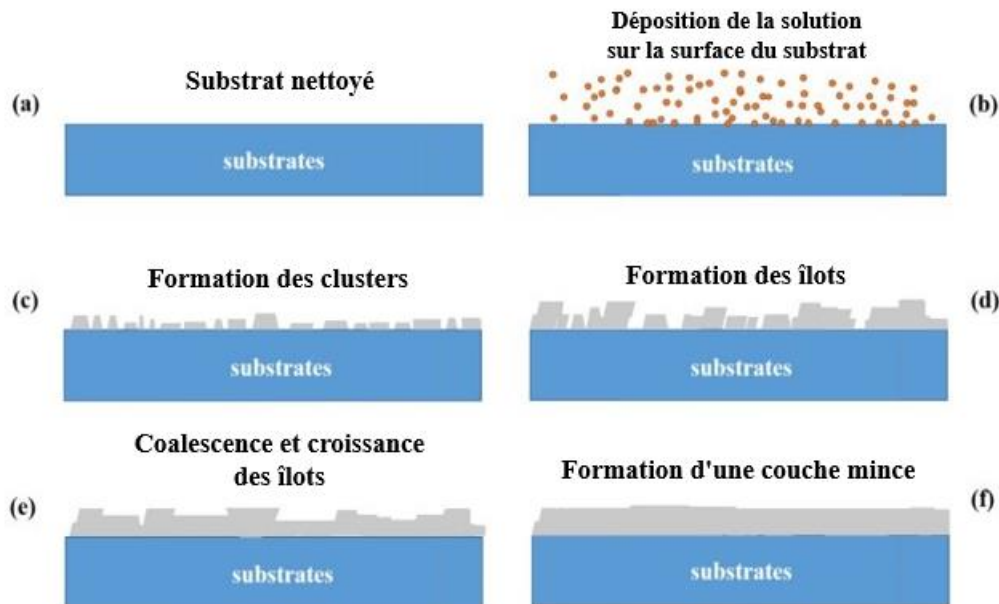 (a)
Substrat nettoyé
substrates
Déposition de la solution
sur la surface du substrat
(b)
substrates
(c)
Formation des clusters
substrates
Formation des îlots
(d)
substrates
Coalescence et croissance
des îlots
(e)
substrates
Formation d'une couche mince
(f)
substrates